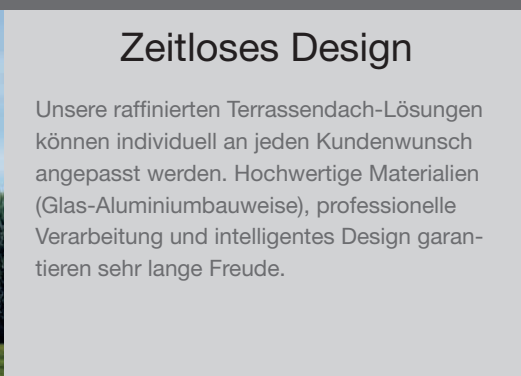 Zeitloses Design
Unsere raffinierten Terrassendach-Lösungen
können individuell an jeden Kundenwunsch
angepasst werden. Hochwertige Materialien
(Glas-Aluminiumbauweise), professionelle
Verarbeitung und intelligentes Design garan-
tieren sehr lange Freude.